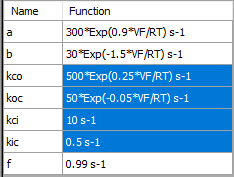 Name Function
a 300*Exp(0.9*VF/RT) s-1
b 30*Exp(-1.5*VF/RT) s-1
kco 500*Exp(0.25*VF/RT) s-1
koc 50*Exp(-0.05*VF/RT) s-1
kci 10 s-1
kic 0.5 s-1
f 0.99 s-1